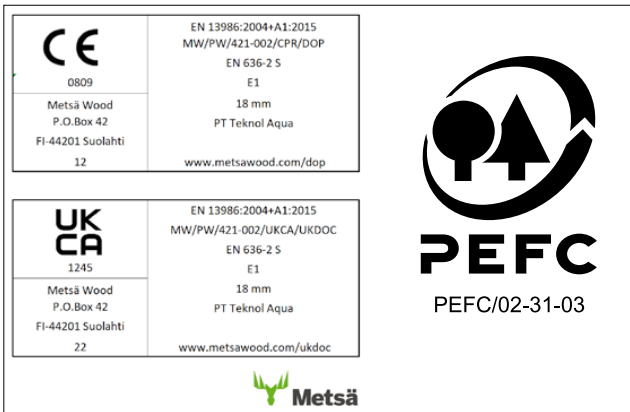 CE
0809
Metsä Wood
P.O.Box 42
FI-44201 Suolahti
12
EN 13986:2004+A1:2015
MW/PW/421-002/CPR/DOP
EN 636-2 S
E1
18 mm
PT Teknol Aqua
www.metsawood.com/dop
UK
CA
1245
Metsä Wood
P.O.Box 42
FI-44201 Suolahti
22
EN 13986:2004+A1:2015
MW/PW/421-002/UKCA/UKDOC
EN 636-2 S
E1
18 mm
PT Teknol Aqua
www.metsawood.com/ukdoc
PEFC
PEFC/02-31-03
Metsä